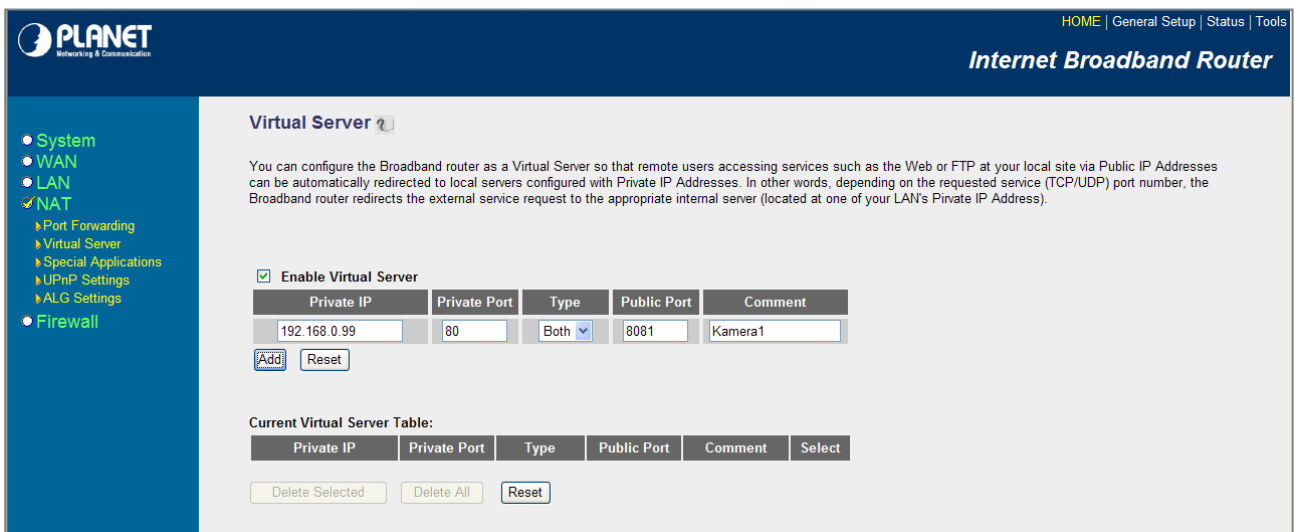 PLANET
Networking & Communication
HOME | General Setup | Status | Tools
Internet Broadband Router
System
WAN
LAN
NAT
Port Forwarding
Virtual Server
Special Applications
UPnP Settings
ALG Settings
Firewall
Virtual Server
You can configure the Broadband router as a Virtual Server so that remote users accessing services such as the Web or FTP at your local site via Public IP Addresses
can be automatically redirected to local servers configured with Private IP Addresses. In other words, depending on the requested service (TCP/UDP) port number, the
Broadband router redirects the external service request to the appropriate internal server (located at one of your LAN's Private IP Address).
Enable Virtual Server
Private IP Private Port Type Public Port Comment
192.168.0.99 80 Both 8081 Kamera1
Add Reset
Current Virtual Server Table:
Private IP Private Port Type Public Port Comment Select
Delete Selected Delete All Reset